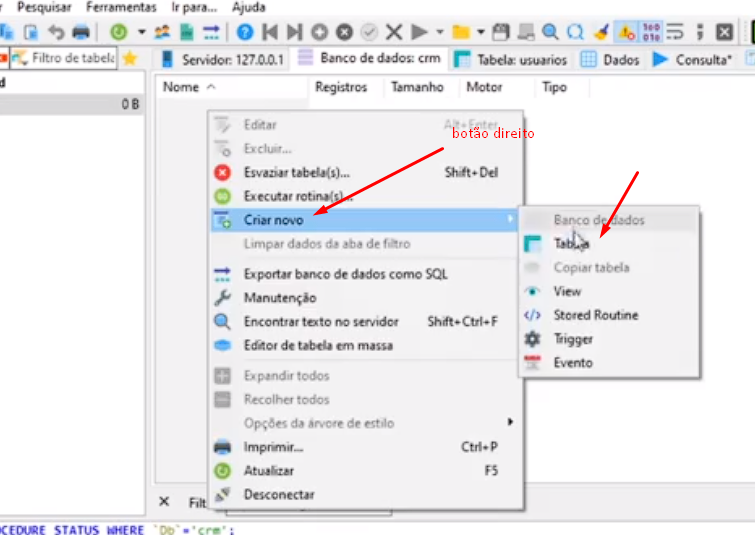 Pesquisar Ferramentas Ir para... Ajuda
Filtro de tabela
Servidor: 127.0.0.1
Banco de dados: crm
Tabela: usuarios
Dados
Consulta*
0 B
Nome
Registros
Tamanho
Motor
Tipo
Editar Alt+Enter
botão direito
Excluir...
Esvaziar tabela(s)... Shift+Del
Executar rotina(s)...
Criar novo
Limpar dados da aba de filtro
Exportar banco de dados como SQL
Manutenção
Encontrar texto no servidor Shift+Ctrl+F
Editor de tabela em massa
Expandir todos
Recolher todos
Opções da árvore de estilo
Imprimir... Ctrl+P
Atualizar F5
Desconectar
Banco de dados
Tabela
Copiar tabela
View
Stored Routine
Trigger
Evento
OCEDURE STATUS WHERE `Db`='crm';